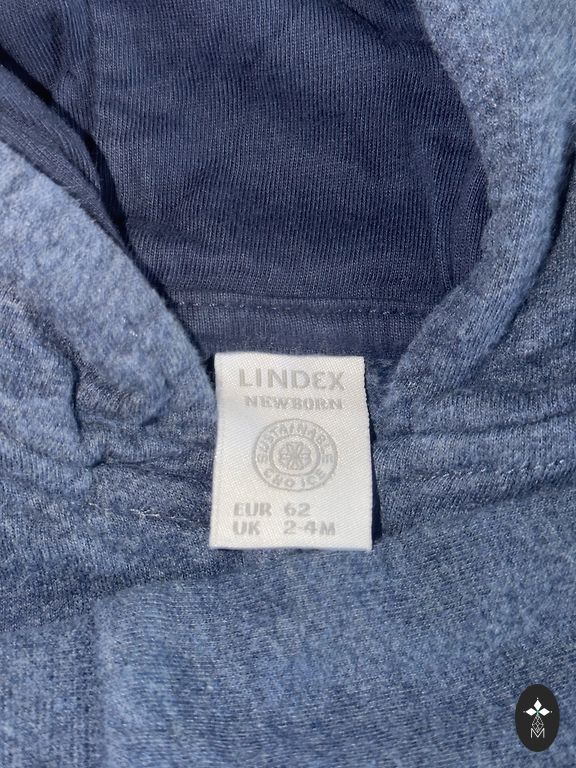 LINDEX
NEWBORN
SUSTAINABLE
CHOICE
EUR 62
UK 2-4M
M